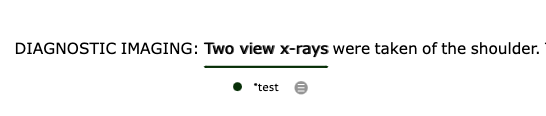 DIAGNOSTIC IMAGING: Two view x-rays were taken of the shoulder.
*test